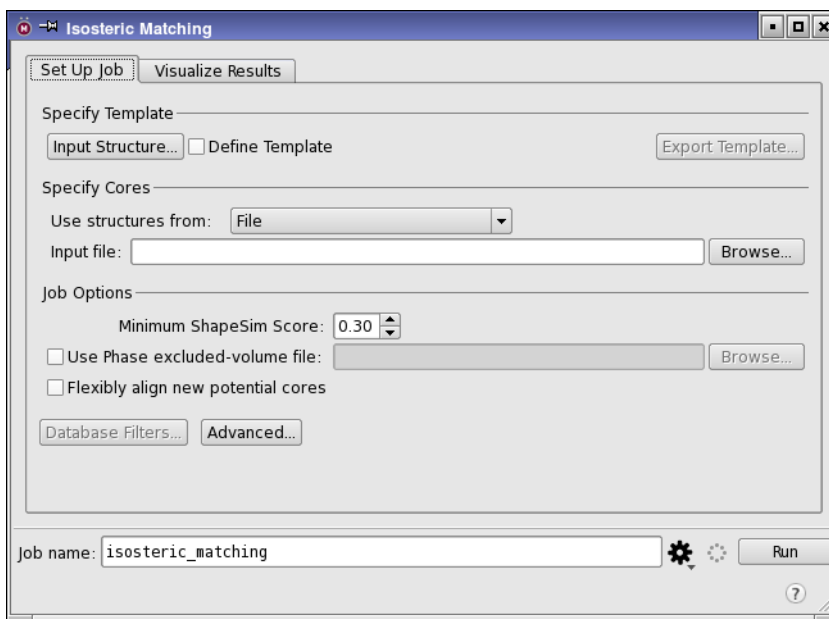 Isosteric Matching
Set Up Job Visualize Results
Specify Template
Input Structure... Define Template Export Template...
Specify Cores
Use structures from: File
Input file: Browse...
Job Options
Minimum ShapeSim Score: 0.30
Use Phase excluded-volume file: Browse...
Flexibly align new potential cores
Database Filters... Advanced...
Job name: isosteric_matching Run
?